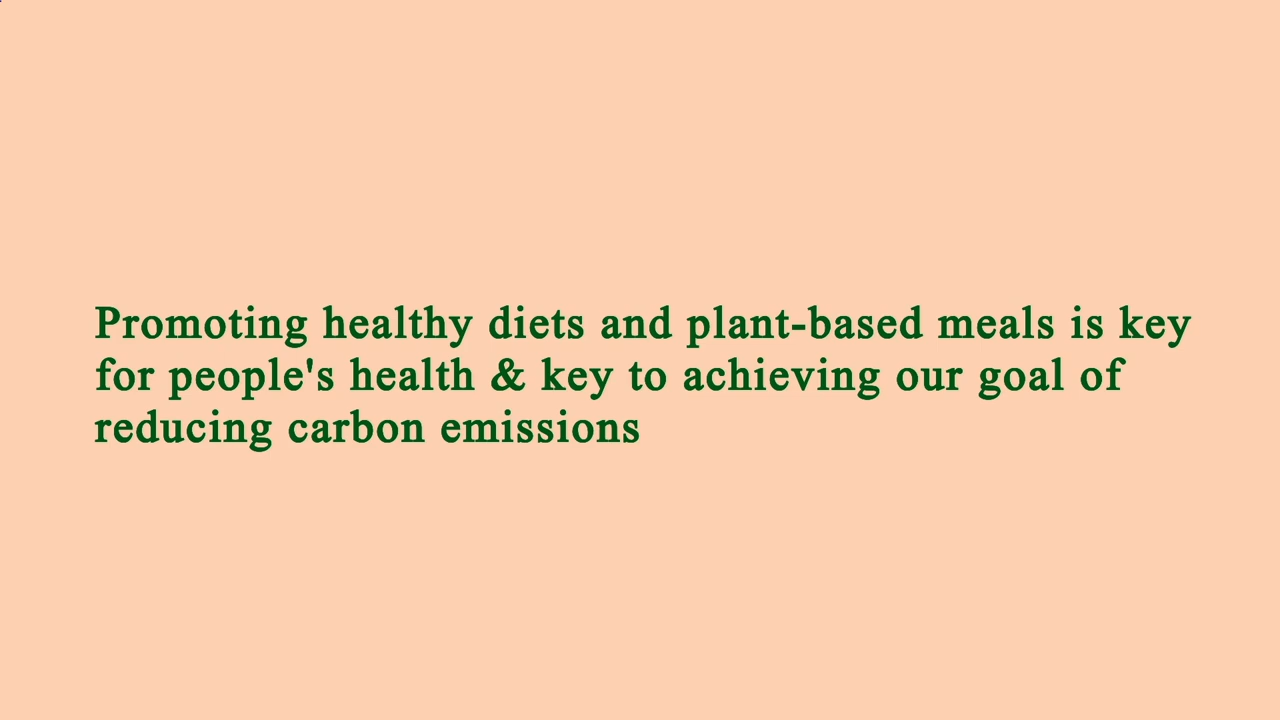 Promoting healthy diets and plant-based meals is key
for people's health & key to achieving our goal of
reducing carbon emissions